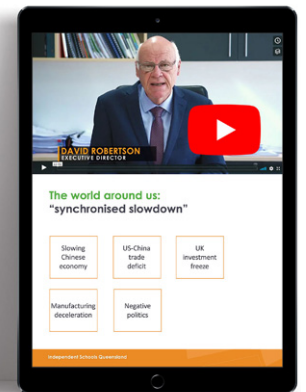 DAVID ROBERTSON
EXECUTIVE DIRECTOR
The world around us:
“synchronised slowdown”
Slowing
Chinese
economy
US-China
trade
deficit
UK
investment
freeze
Manufacturing
deceleration
Negative
politics
Independent Schools Queensland